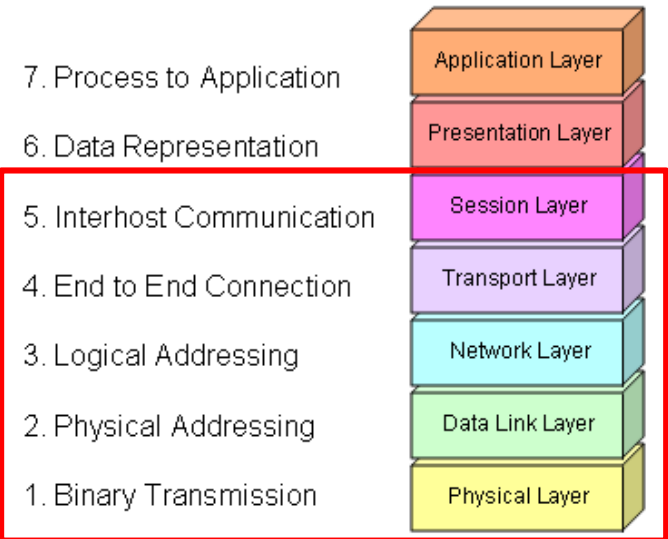 7. Process to Application
Application Layer
6. Data Representation
Presentation Layer
5. Interhost Communication
Session Layer
4. End to End Connection
Transport Layer
3. Logical Addressing
Network Layer
2. Physical Addressing
Data Link Layer
1. Binary Transmission
Physical Layer